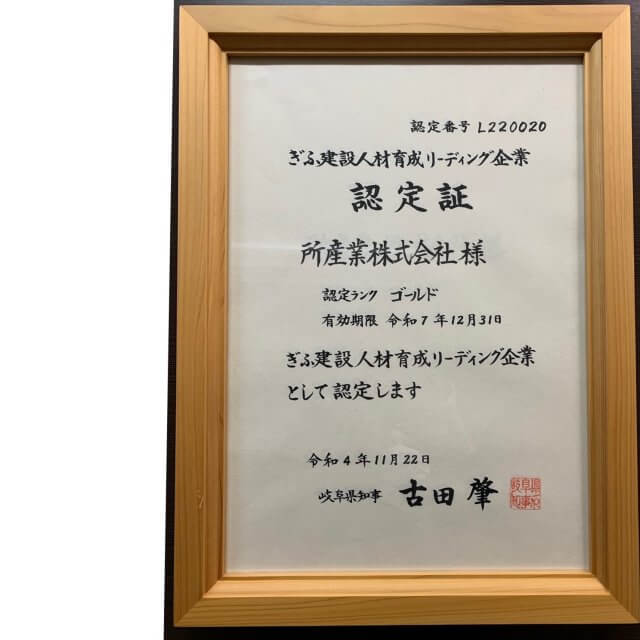 認定番号 L220020
ぎふ建設人材育成リーディング企業
認定証
所産業株式会社様
認定ランク ゴールド
有効期限 令和7年12月31日
ぎふ建設人材育成リーディング企業
として認定します
令和4年11月22日
岐阜県知事 古田肇